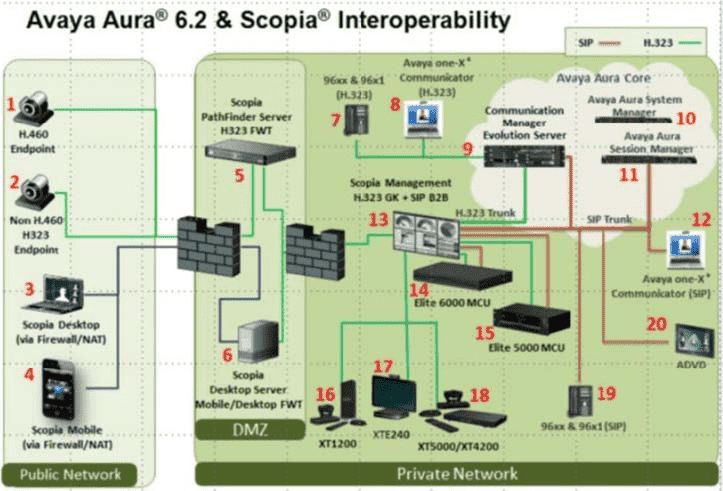 Avaya Aura® 6.2 & Scopia® Interoperability
SIP
H.323
1
H.460
Endpoint
2
Non H.460
H323
Endpoint
3
Scopia Desktop
(via Firewall/NAT)
4
Scopia Mobile
(via Firewall/NAT)
Public Network
Scopia
PathFinder Server
H323 FWT
5
6
Scopia
Desktop Server.
Mobile/Desktop FWT
DMZ
96xx & 96x1
(H.323)
7
Avaya one-X®
Communicator
(H.323)
8
Avaya Aura Core
Communication
Manager
Evolution Server
9
Avaya Aura System
Manager
10
Avaya Aura
Session Manager
11
Scopia Management
H.323 GK + SIP B2B
13
H.323 Trunk
SIP Trunk
12
Avaya one-X®
Communicator (SIP)
14
Elite 6000 MCU
15
Elite 5000 MCU
20
ADVD
16
XT1200
17
XTE240
18
XT5000/XT4200
19
96xx & 96x1(SIP)
Private Network